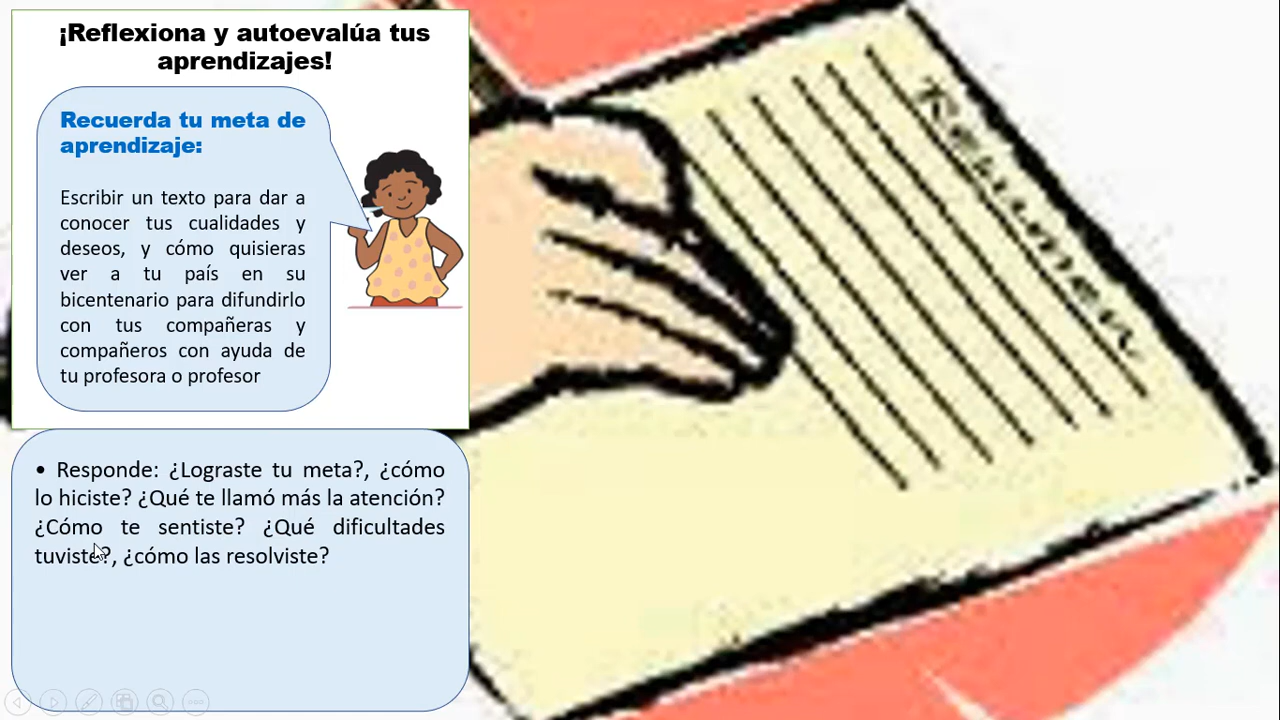 ¡Reflexiona y autoevalúa tus
aprendizajes!
Recuerda tu meta de
aprendizaje:
Escribir un texto para dar a
conocer tus cualidades y
deseos, y cómo quisieras
ver a tu país en su
bicentenario para difundirlo
con tus compañeras y
compañeros con ayuda de
tu profesora o profesor
• Responde: ¿Lograste tu meta?, ¿cómo
lo hiciste? ¿Qué te llamó más la atención?
¿Cómo te sentiste? ¿Qué dificultades
tuviste?, ¿cómo las resolviste?
Resumen